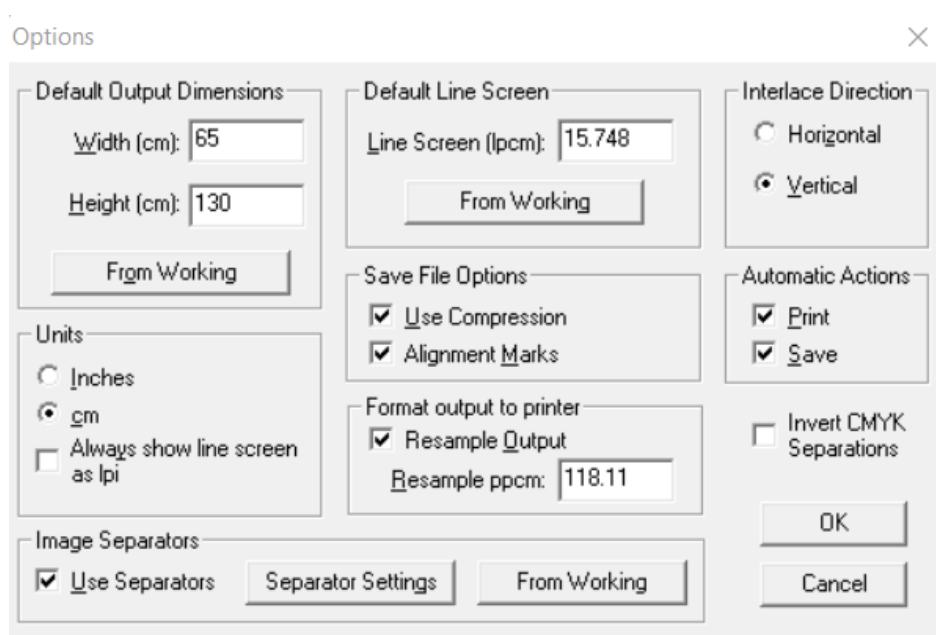 Options
Default Output Dimensions
Width (cm): 65
Height (cm): 130
From Working
Default Line Screen
Line Screen (lpcm): 15.748
From Working
Interlace Direction
Horizontal
Vertical
Save File Options
Use Compression
Alignment Marks
Automatic Actions
Print
Save
Units
Inches
cm
Always show line screen
as lpi
Format output to printer
Resample Output
Resample ppcm: 118.11
Invert CMYK
Separations
Image Separators
Use Separators
Separator Settings
From Working
OK
Cancel